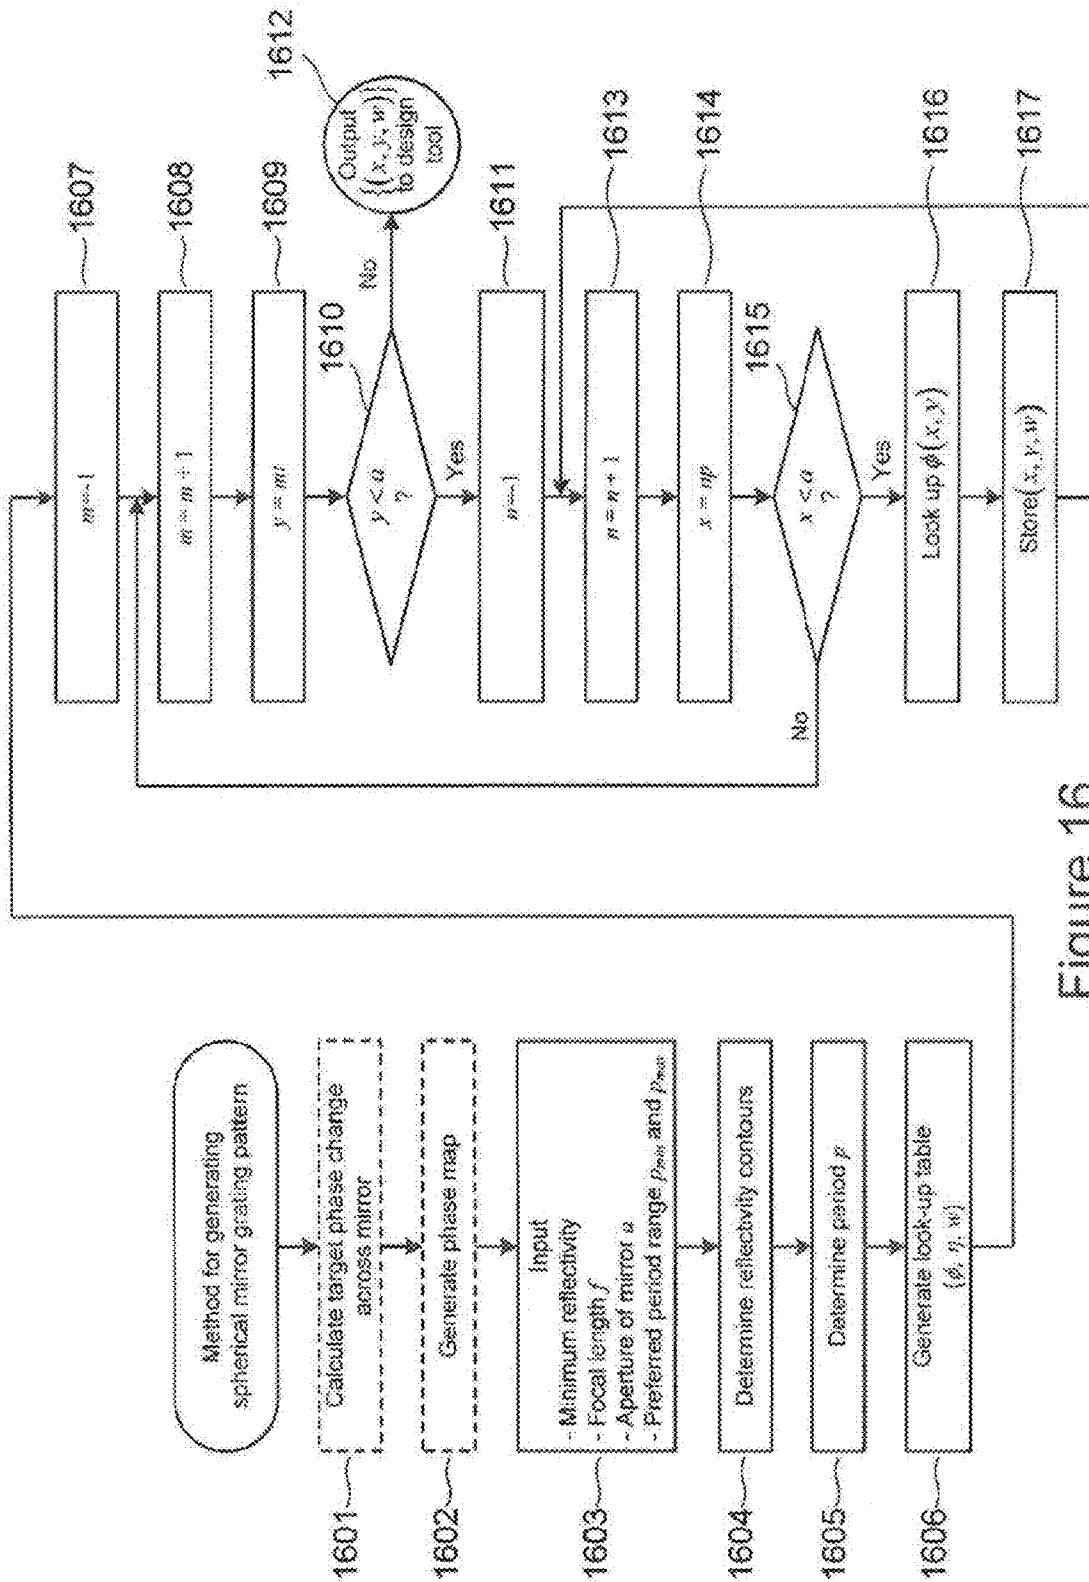 Method for generating
spherical mirror grating pattern
1601
Calculate target phase change
across mirror
1602
Generate phase map
1603
Input
- Minimum reflectivity
- Focal length f
- Aperture of mirror a
- Preferred period range pmin and pmax
1604
Determine reflectivity contours
1605
Determine period p
1606
Generate look-up table
(ϕ, η, w)
1607
m=-1
1608
m = m + 1
1609
1610
y < a
?
No
Yes
1612
Output
{(x, y, w)}
to design
tool
1611
n=-1
1613
n = n + 1
1614
x = np
1615
x < a
?
No
Yes
1616
Look up ϕ(x, y)
1617
Store(x, y, w)
Figure 16